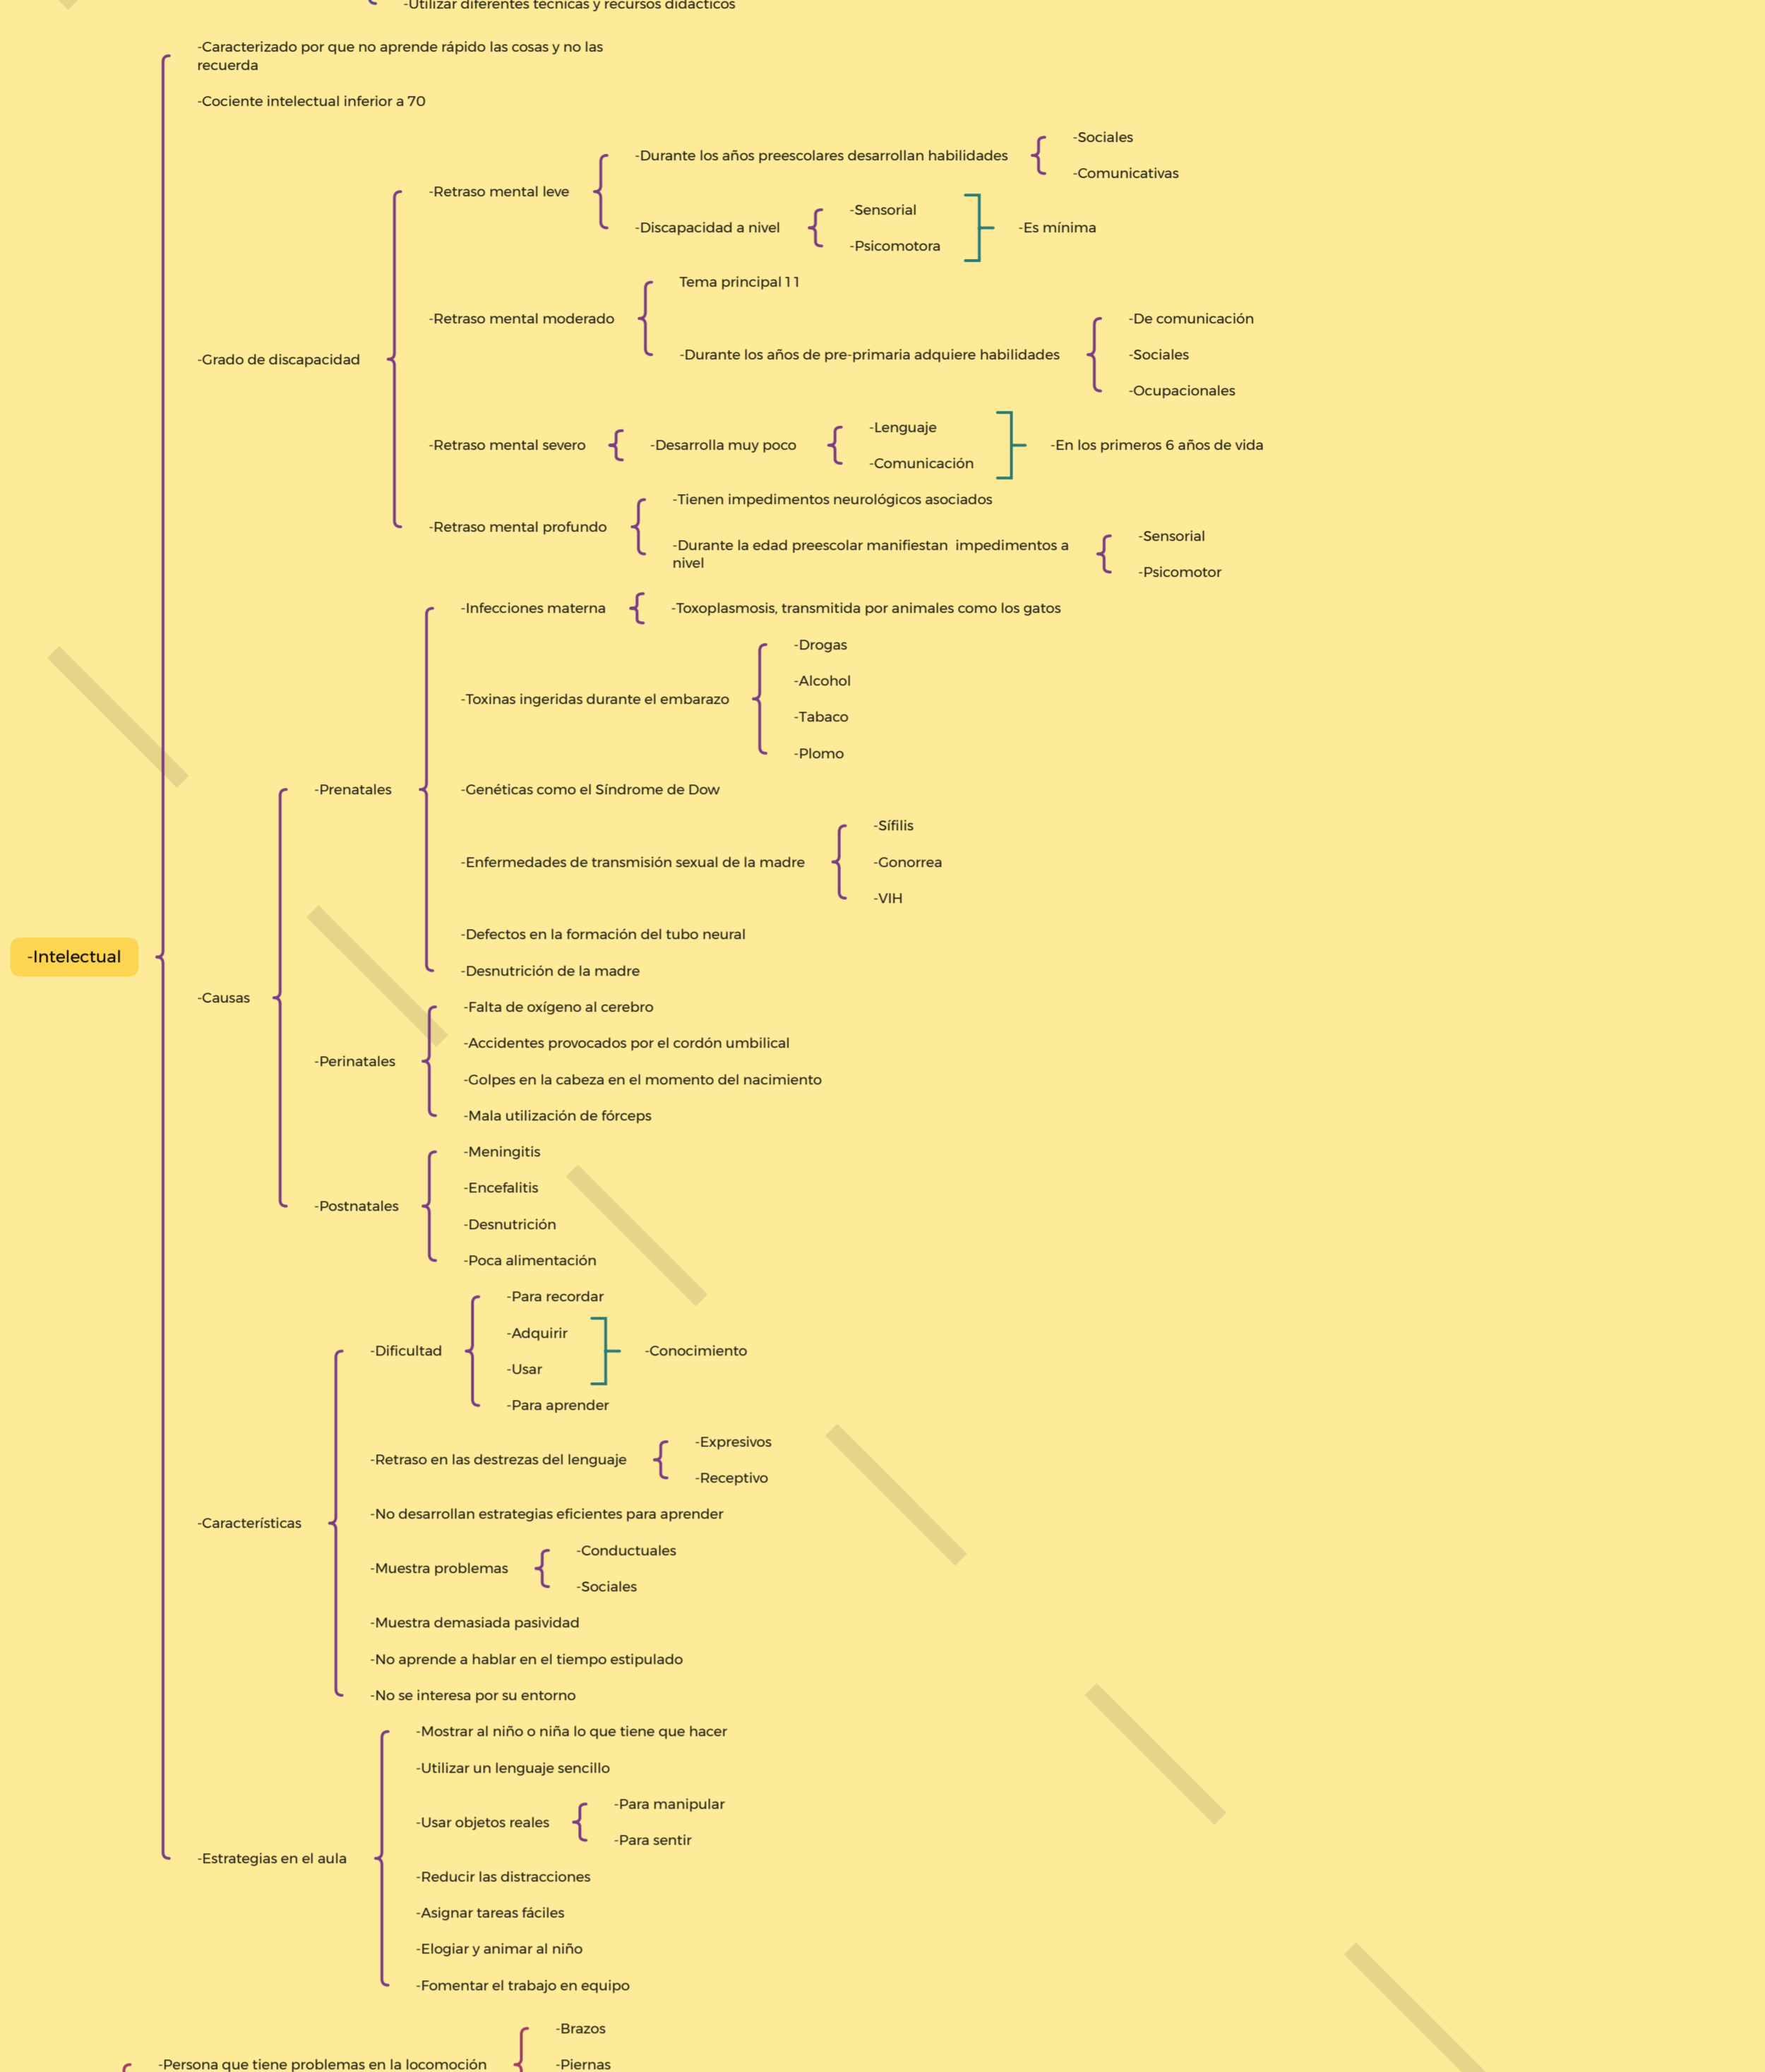 -Utilizar diferentes técnicas y recursos didácticos
-Caracterizado por que no aprende rápido las cosas y no las
recuerda
-Cociente intelectual inferior a 70
-Sociales
-Durante los años preescolares desarrollan habilidades
-Comunicativas
-Retraso mental leve
-Sensorial
-Discapacidad a nivel
-Es mínima
-Psicomotora
Tema principal 11
-Retraso mental moderado
-De comunicación
-Durante los años de pre-primaria adquiere habilidades
-Sociales
-Ocupacionales
-Grado de discapacidad
-Lenguaje
-Retraso mental severo
-Desarrolla muy poco
-En los primeros 6 años de vida
-Comunicación
-Tienen impedimentos neurológicos asociados
-Retraso mental profundo
-Sensorial
-Durante la edad preescolar manifiestan  impedimentos a
nivel
-Psicomotor
-Infecciones materna
-Toxoplasmosis, transmitida por animales como los gatos
-Drogas
-Alcohol
-Toxinas ingeridas durante el embarazo
-Tabaco
-Plomo
-Prenatales
-Genéticas como el Síndrome de Dow
-Sífilis
-Enfermedades de transmisión sexual de la madre
-Gonorrea
-VIH
-Defectos en la formación del tubo neural
-Intelectual
-Desnutrición de la madre
-Causas
-Falta de oxígeno al cerebro
-Accidentes provocados por el cordón umbilical
-Perinatales
-Golpes en la cabeza en el momento del nacimiento
-Mala utilización de fórceps
-Meningitis
-Encefalitis
-Postnatales
-Desnutrición
-Poca alimentación
-Para recordar
-Adquirir
-Dificultad
-Conocimiento
-Usar
-Para aprender
-Expresivos
-Retraso en las destrezas del lenguaje
-Receptivo
-No desarrollan estrategias eficientes para aprender
-Características
-Conductuales
-Muestra problemas
-Sociales
-Muestra demasiada pasividad
-No aprende a hablar en el tiempo estipulado
-No se interesa por su entorno
-Mostrar al niño o niña lo que tiene que hacer
-Utilizar un lenguaje sencillo
-Para manipular
-Usar objetos reales
-Para sentir
-Estrategias en el aula
-Reducir las distracciones
-Asignar tareas fáciles
-Elogiar y animar al niño
-Fomentar el trabajo en equipo
-Brazos
-Persona que tiene problemas en la locomoción
-Piernas